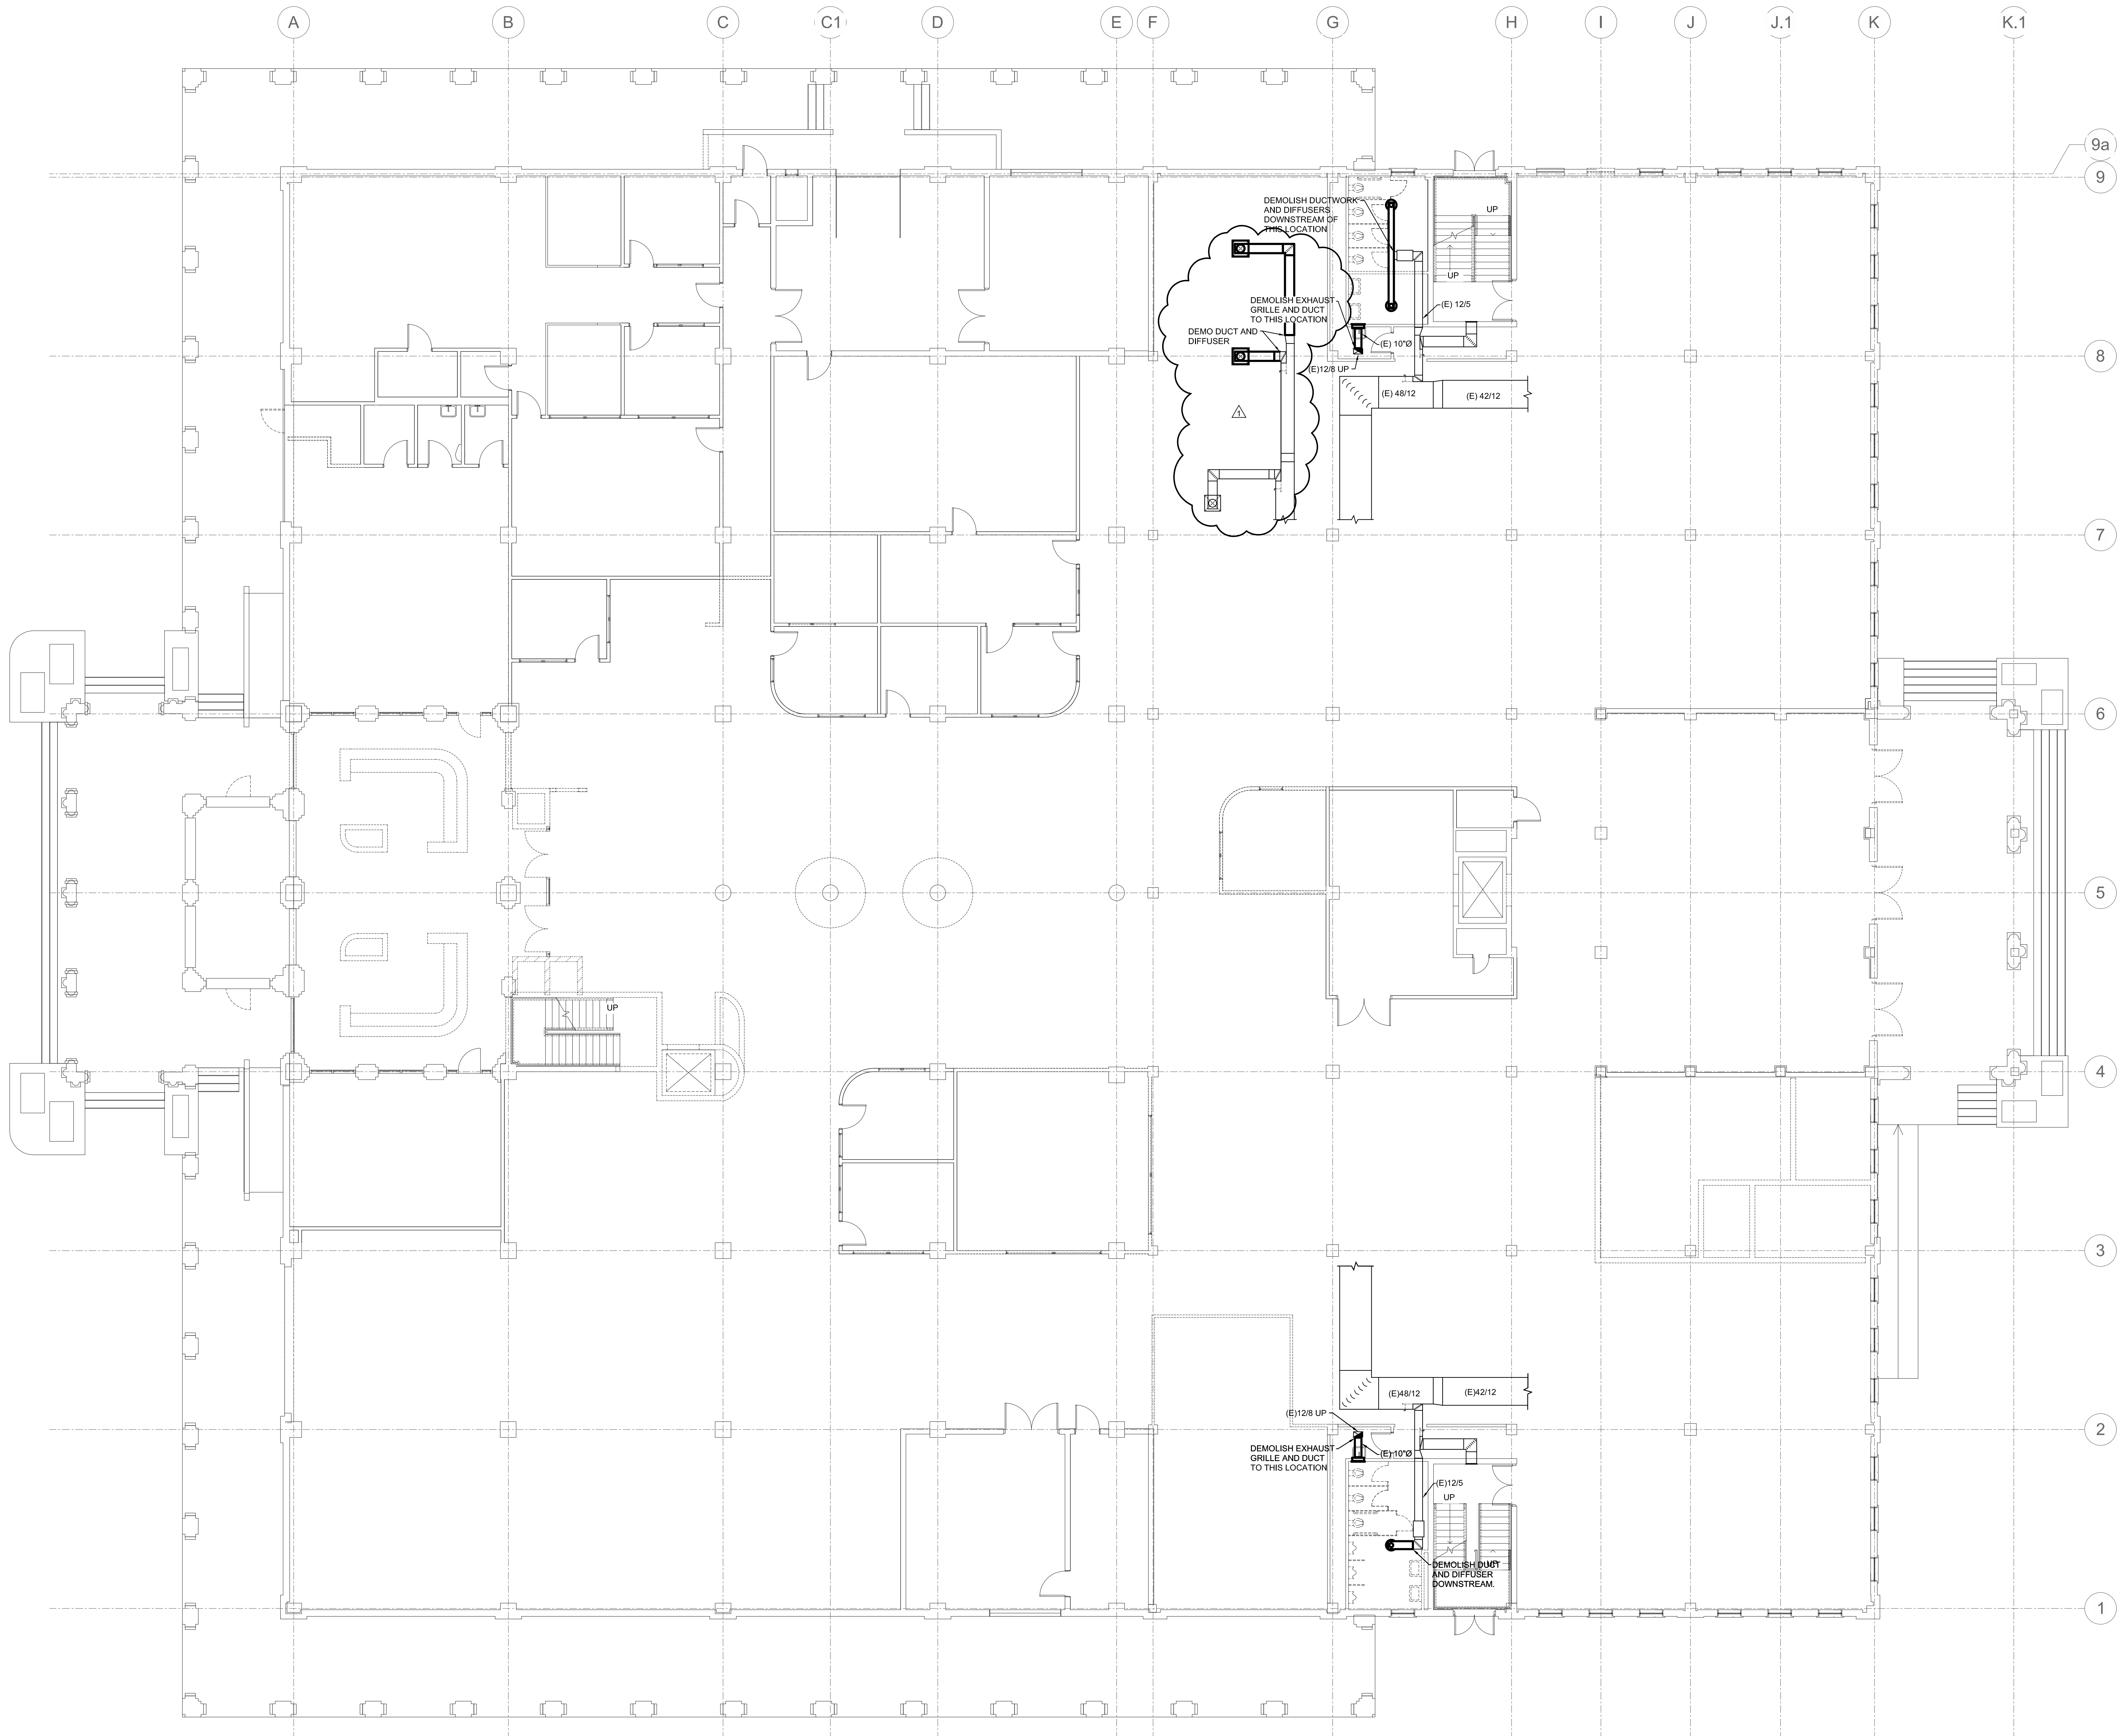 A
B
C
C1
D
E
F
G
H
I
J
J.1
K
K.1
9a
9
DEMOLISH DUCTWORK
AND DIFFUSERS
DOWNSTREAM OF
THIS LOCATION
UP
UP
DEMOLISH EXHAUST
GRILLE AND DUCT
TO THIS LOCATION
(E) 12/5
DEMO DUCT AND
DIFFUSER
(E) 10"Ø
(E)12/8 UP
8
(E) 48/12
(E) 42/12
1
7
6
5
UP
4
3
(E)48/12
(E)42/12
(E)12/8 UP
2
DEMOLISH EXHAUST
GRILLE AND DUCT
TO THIS LOCATION
(E) 10"Ø
(E)12/5
UP
UP
DEMOLISH DUCT
AND DIFFUSER
DOWNSTREAM.
1